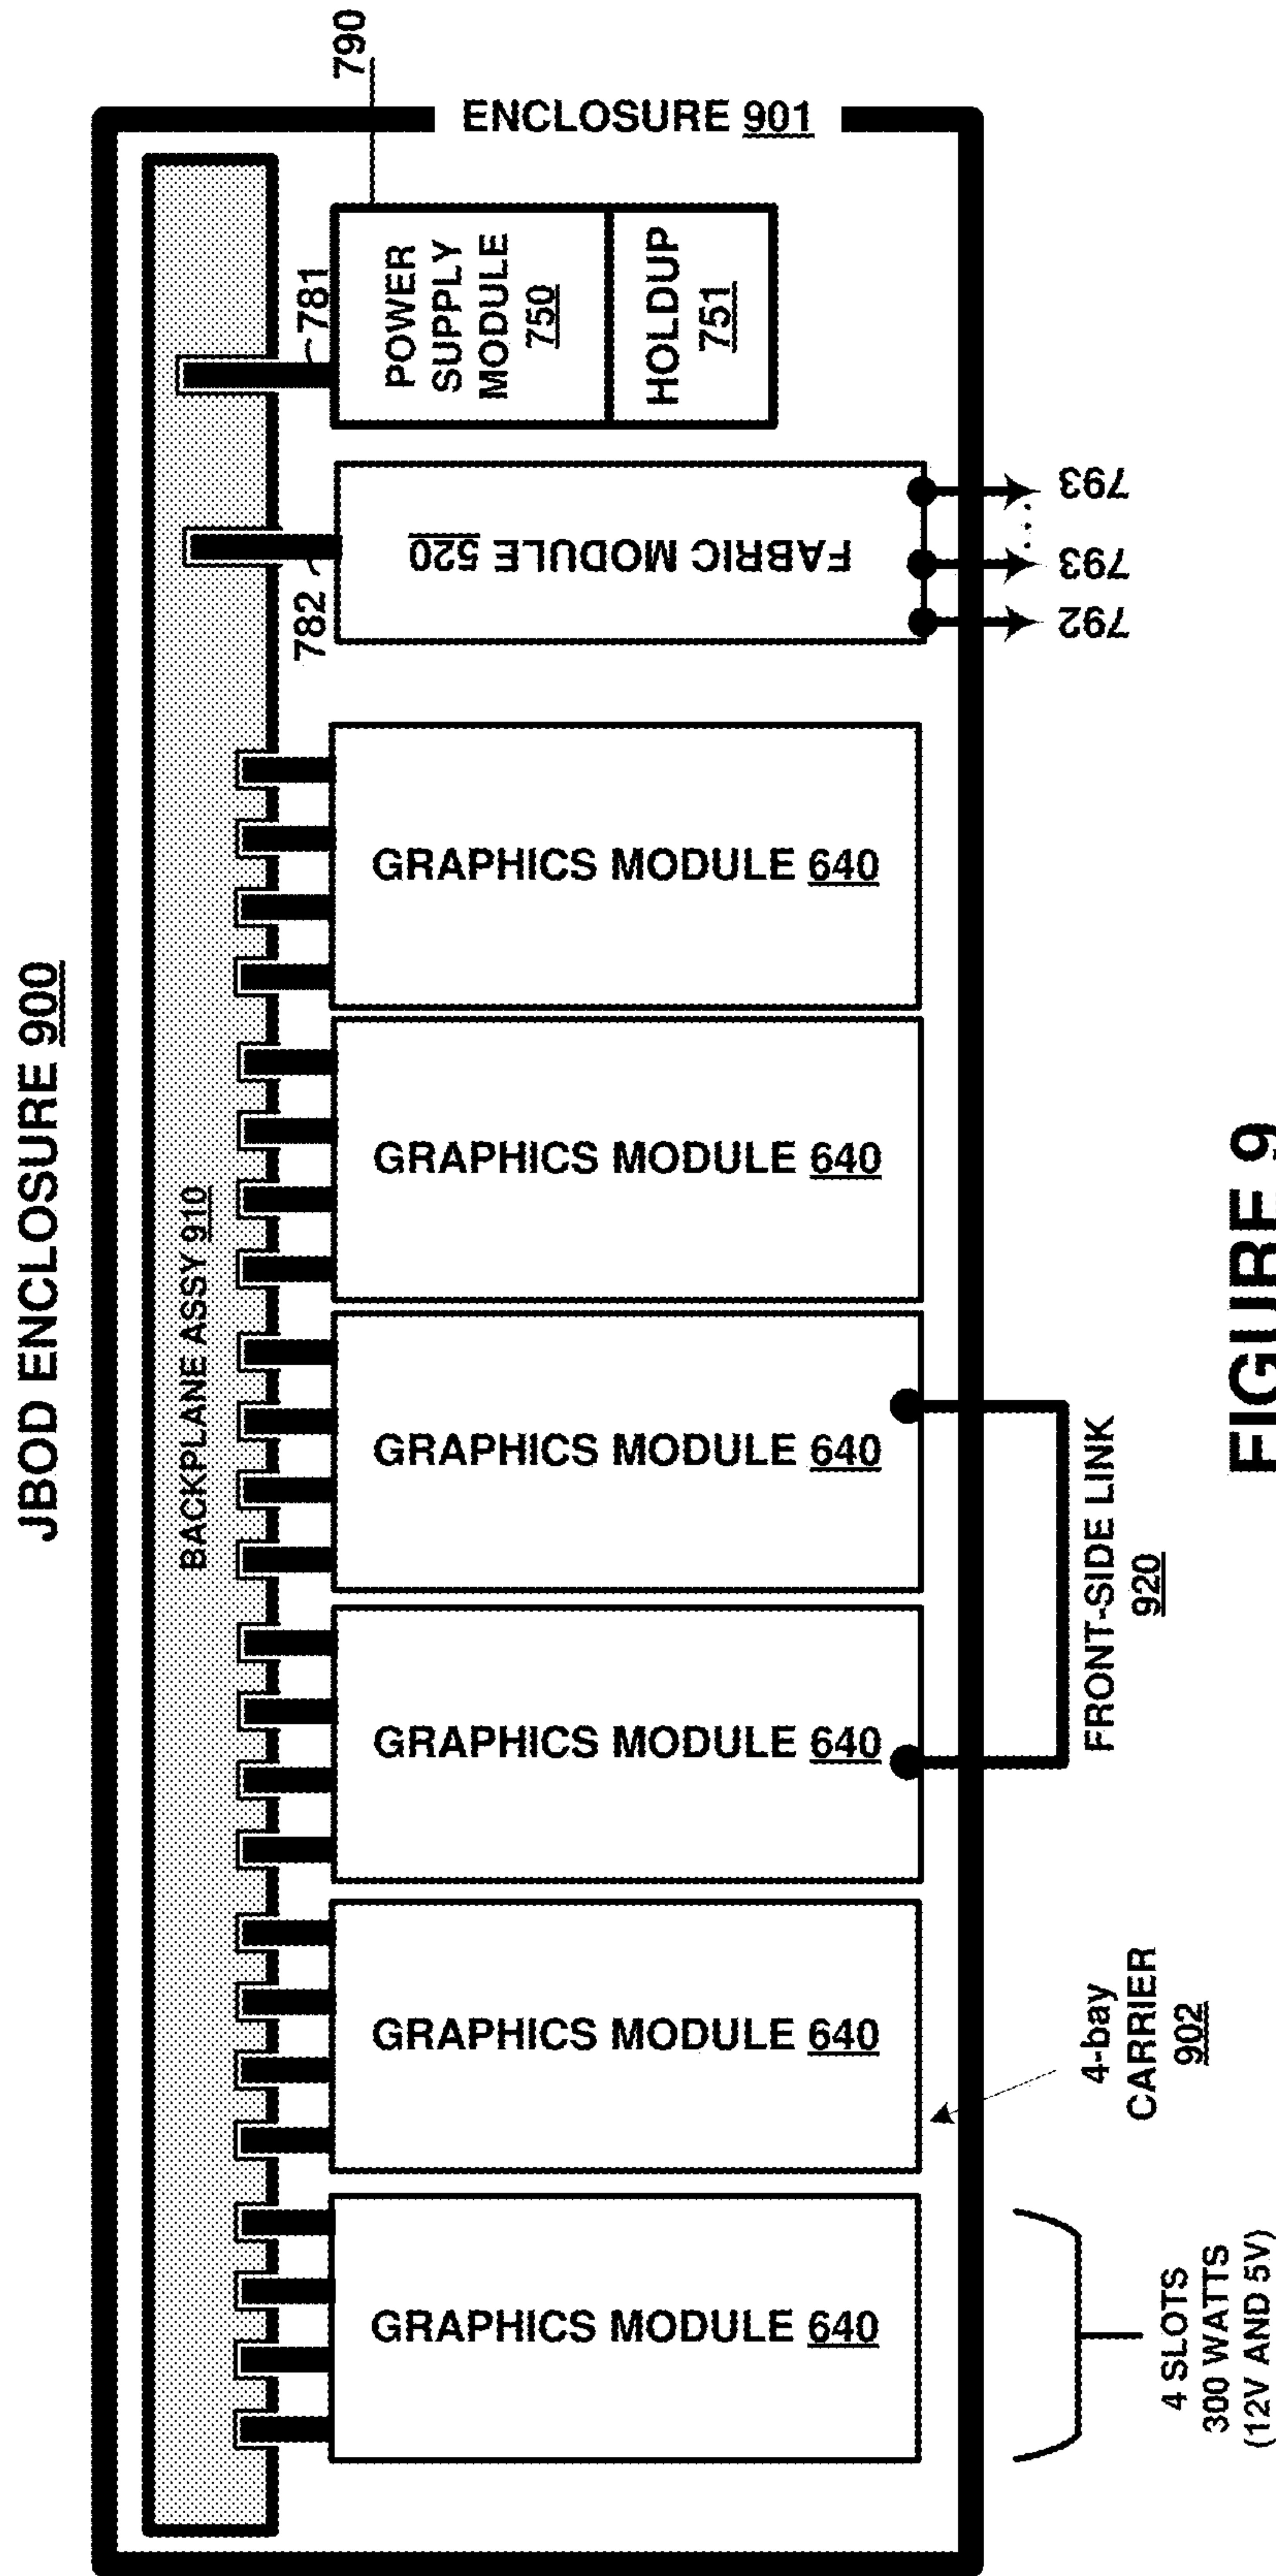 JBOD ENCLOSURE 900
BACKPLANE ASSY 910
ENCLOSURE 901
GRAPHICS MODULE 640
GRAPHICS MODULE 640
GRAPHICS MODULE 640
GRAPHICS MODULE 640
GRAPHICS MODULE 640
GRAPHICS MODULE 640
782
FABRIC MODULE 520
781
POWER
SUPPLY
MODULE
750
HOLDUP
751
790
792
793
...
793
4 SLOTS
300 WATTS
(12V AND 5V)
4-bay
CARRIER
902
FRONT-SIDE LINK
920
FIGURE 9